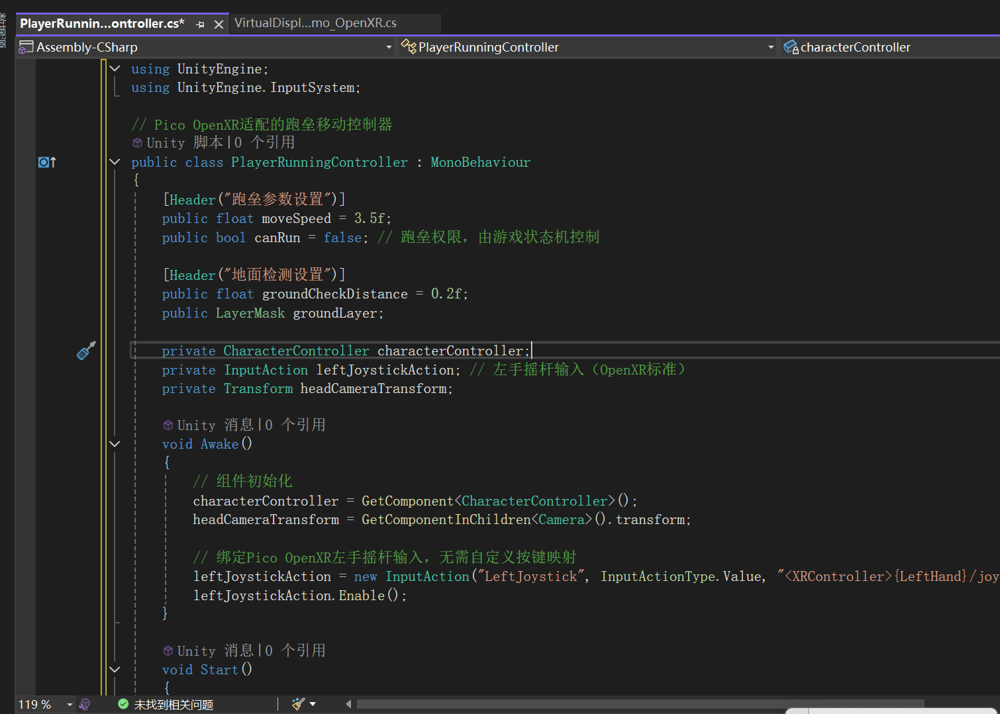 数据源
PlayerRunnin...ontroller.cs*
VirtualDispl...mo_OpenXR.cs
Assembly-CSharp
PlayerRunningController
characterController
using UnityEngine;
using UnityEngine.InputSystem;
// Pico OpenXR适配的跑垒移动控制器
Unity 脚本|0 个引用
public class PlayerRunningController : MonoBehaviour
{
[Header("跑垒参数设置")]
public float moveSpeed = 3.5f;
public bool canRun = false; // 跑垒权限，由游戏状态机控制
[Header("地面检测设置")]
public float groundCheckDistance = 0.2f;
public LayerMask groundLayer;
private CharacterController characterController;
private InputAction leftJoystickAction; // 左手摇杆输入（OpenXR标准）
private Transform headCameraTransform;
Unity 消息|0 个引用
void Awake()
{
// 组件初始化
characterController = GetComponent<CharacterController>();
headCameraTransform = GetComponentInChildren<Camera>().transform;
// 绑定Pico OpenXR左手摇杆输入，无需自定义按键映射
leftJoystickAction = new InputAction("LeftJoystick", InputActionType.Value, "<XRController>{LeftHand}/joy
leftJoystickAction.Enable();
}
Unity 消息|0 个引用
void Start()
{
119 %
未找到相关问题